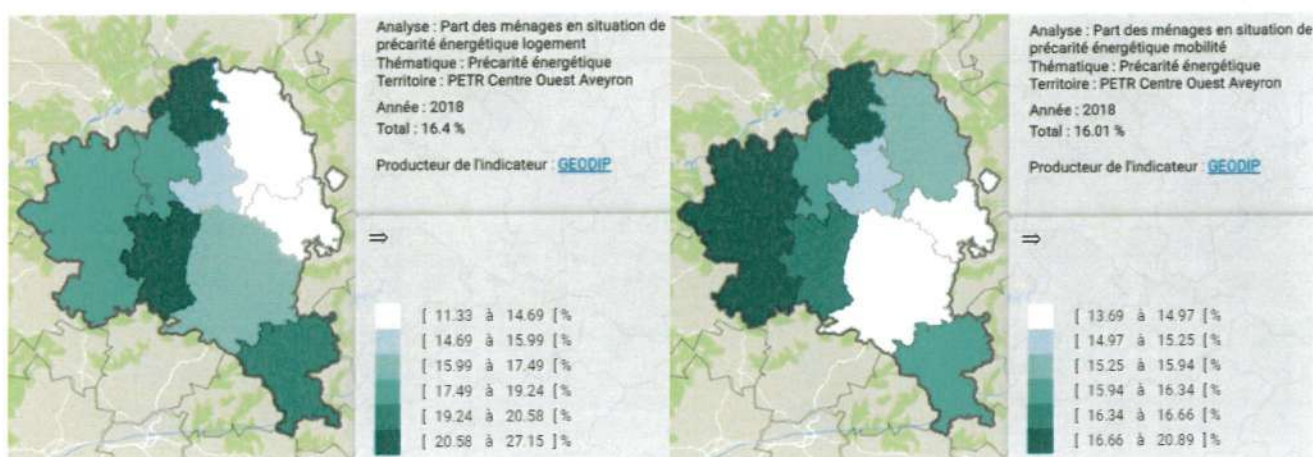 Analyse : Part des ménages en situation de
précarité énergétique logement
Thématique : Précarité énergétique
Territoire : PETR Centre Ouest Aveyron
Année : 2018
Total : 16.4 %
Producteur de l'indicateur : GEODIP
⇒
[ 11.33 à 14.69 [ %
[ 14.69 à 15.99 [ %
[ 15.99 à 17.49 [ %
[ 17.49 à 19.24 [ %
[ 19.24 à 20.58 [ %
[ 20.58 à 27.15 ] %
Analyse : Part des ménages en situation de
précarité énergétique mobilité
Thématique : Précarité énergétique
Territoire : PETR Centre Ouest Aveyron
Année : 2018
Total : 16.01 %
Producteur de l'indicateur : GEODIP
⇒
[ 13.69 à 14.97 [ %
[ 14.97 à 15.25 [ %
[ 15.25 à 15.94 [ %
[ 15.94 à 16.34 [ %
[ 16.34 à 16.66 [ %
[ 16.66 à 20.89 ] %